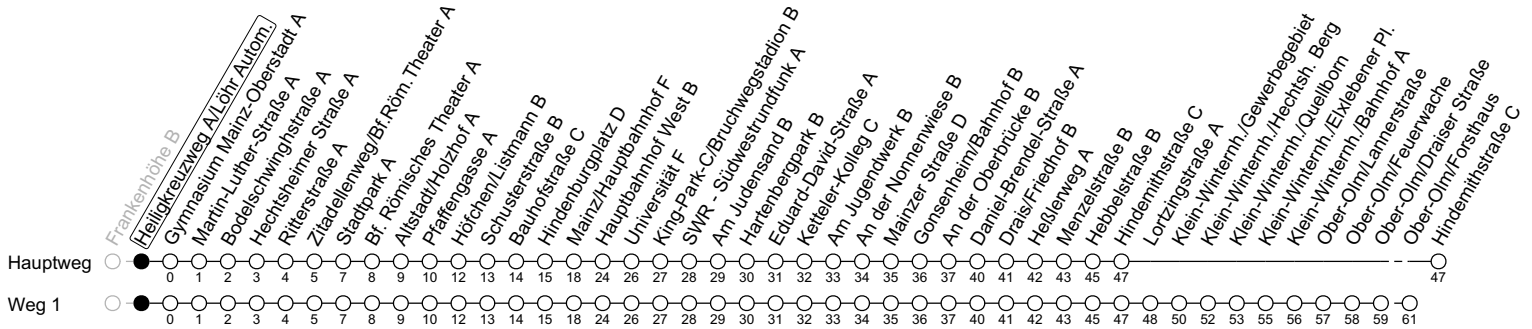 Frankenhöhe B
Heiligkreuzweg A/Löhr Autom.
Gymnasium Mainz-Oberstadt A
Martin-Luther-Straße A
Bodelschwinghstraße A
Hechtsheimer Straße A
Ritterstraße A
Zitadellenweg/Bf.Röm. Theater A
Stadtpark A
Bf. Römisches Theater A
Altstadt/Holzhof A
Pfaffengasse A
Höfchen/Listmann B
Schusterstraße B
Bauhofstraße C
Hindenburgplatz D
Mainz/Hauptbahnhof F
Hauptbahnhof West B
Universität F
King-Park-C/Bruchwegstadion B
SWR - Südwestrundfunk A
Am Judensand B
Hartenbergpark B
Eduard-David-Straße A
Ketteler-Kolleg C
Am Jugendwerk B
An der Nonnenwiese B
Mainzer Straße D
Gonsenheim/Bahnhof B
An der Oberbrücke B
Daniel-Brendel-Straße A
Drais/Friedhof B
Heßlerweg A
Menzelstraße B
Hebbelstraße B
Hindemithstraße C
Lortzingstraße A
Klein-Winternh./Gewerbegebiet
Klein-Winternh./Hechtsh. Berg
Klein-Winternh./Quellborn
Klein-Winternh./Exlebener Pl.
Klein-Winternh./Bahnhof A
Ober-Olm/Lannerstraße
Ober-Olm/Feuerwache
Ober-Olm/Draiser Straße
Ober-Olm/Forsthaus
Hindemithstraße C
Hauptweg
0 1 2 3 4 5 7 8 9 10 12 13 14 15 18 24 26 27 28 29 30 31 32 33 34 35 36 37 40 41 42 43 45 47 47
Weg 1
0 1 2 3 4 5 7 8 9 10 12 13 14 15 18 24 26 27 28 29 30 31 32 33 34 35 36 37 40 41 42 43 45 47 48 50 52 53 55 56 57 58 59 61